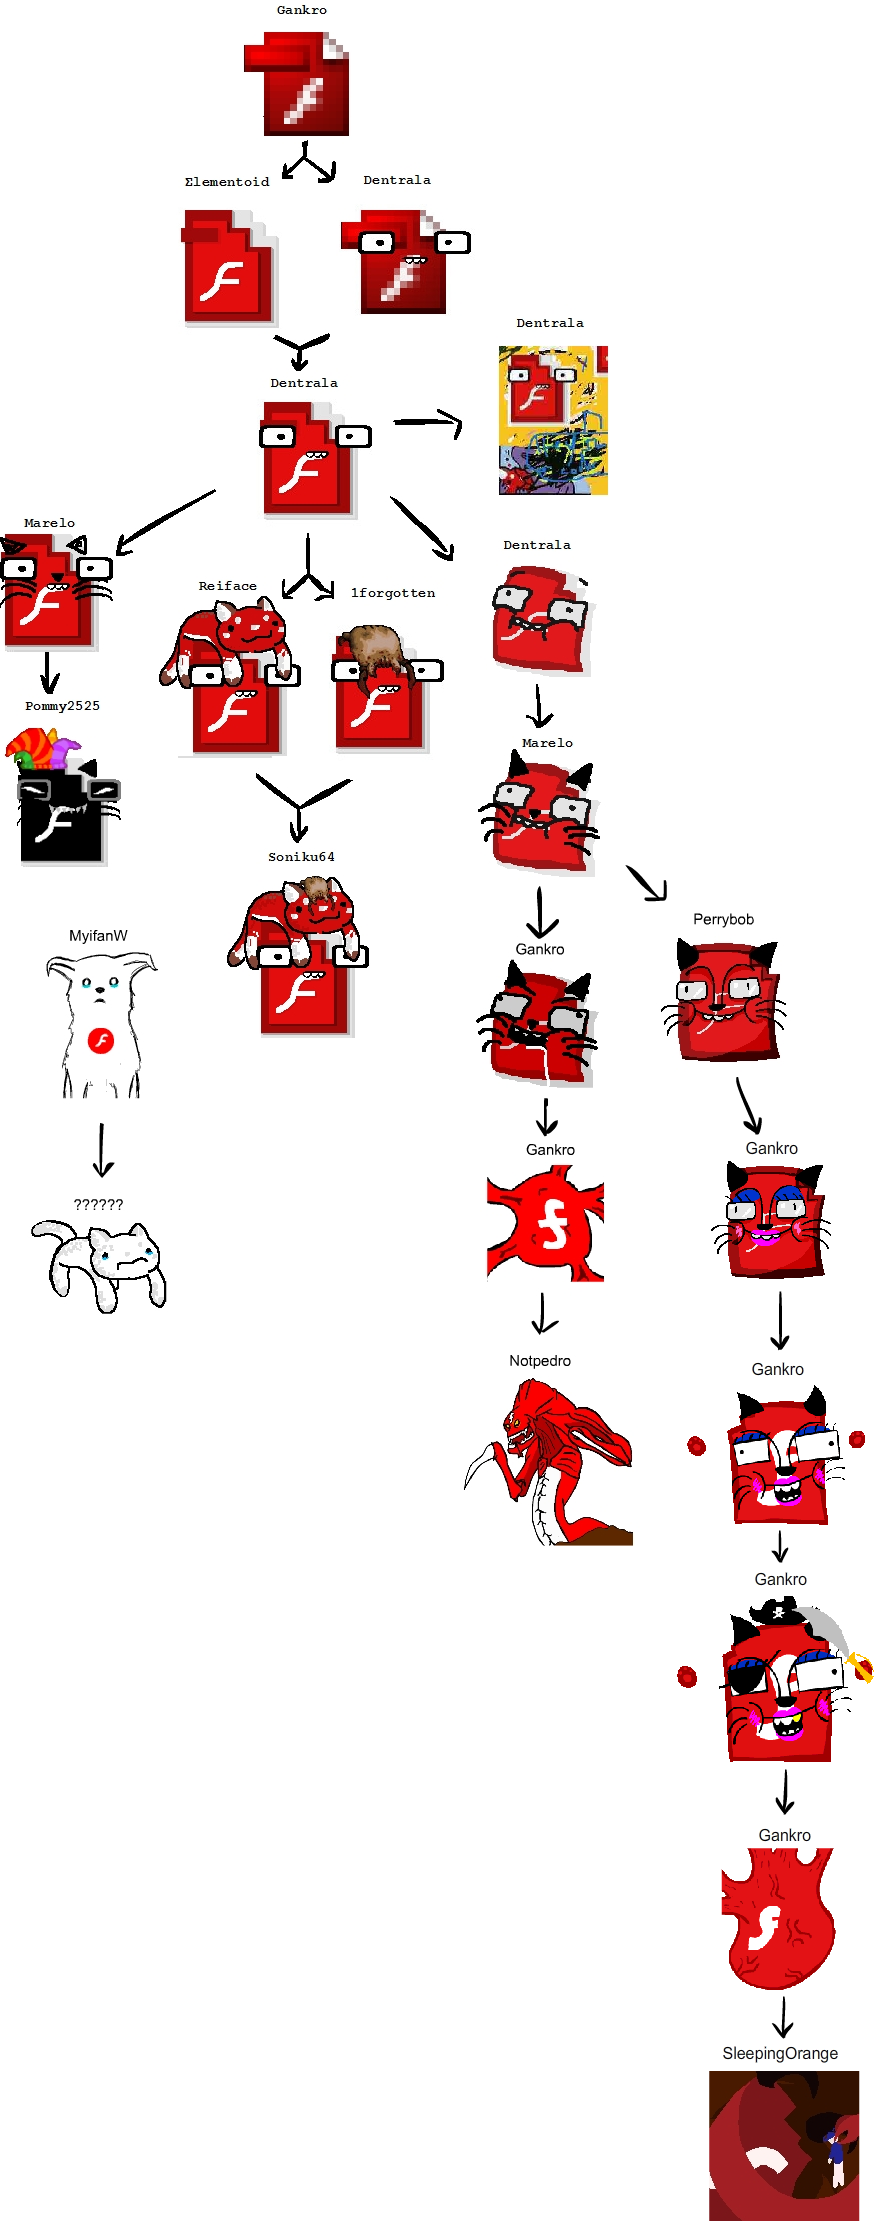 Gankro
Σlementoid
Dentrala
Dentrala
Dentrala
Marelo
Dentrala
Reiface
1forgotten
Pommy2525
Marelo
Soniku64
Perrybob
MyifanW
Gankro
Gankro
Gankro
??????
Notpedro
Gankro
Gankro
Gankro
SleepingOrange